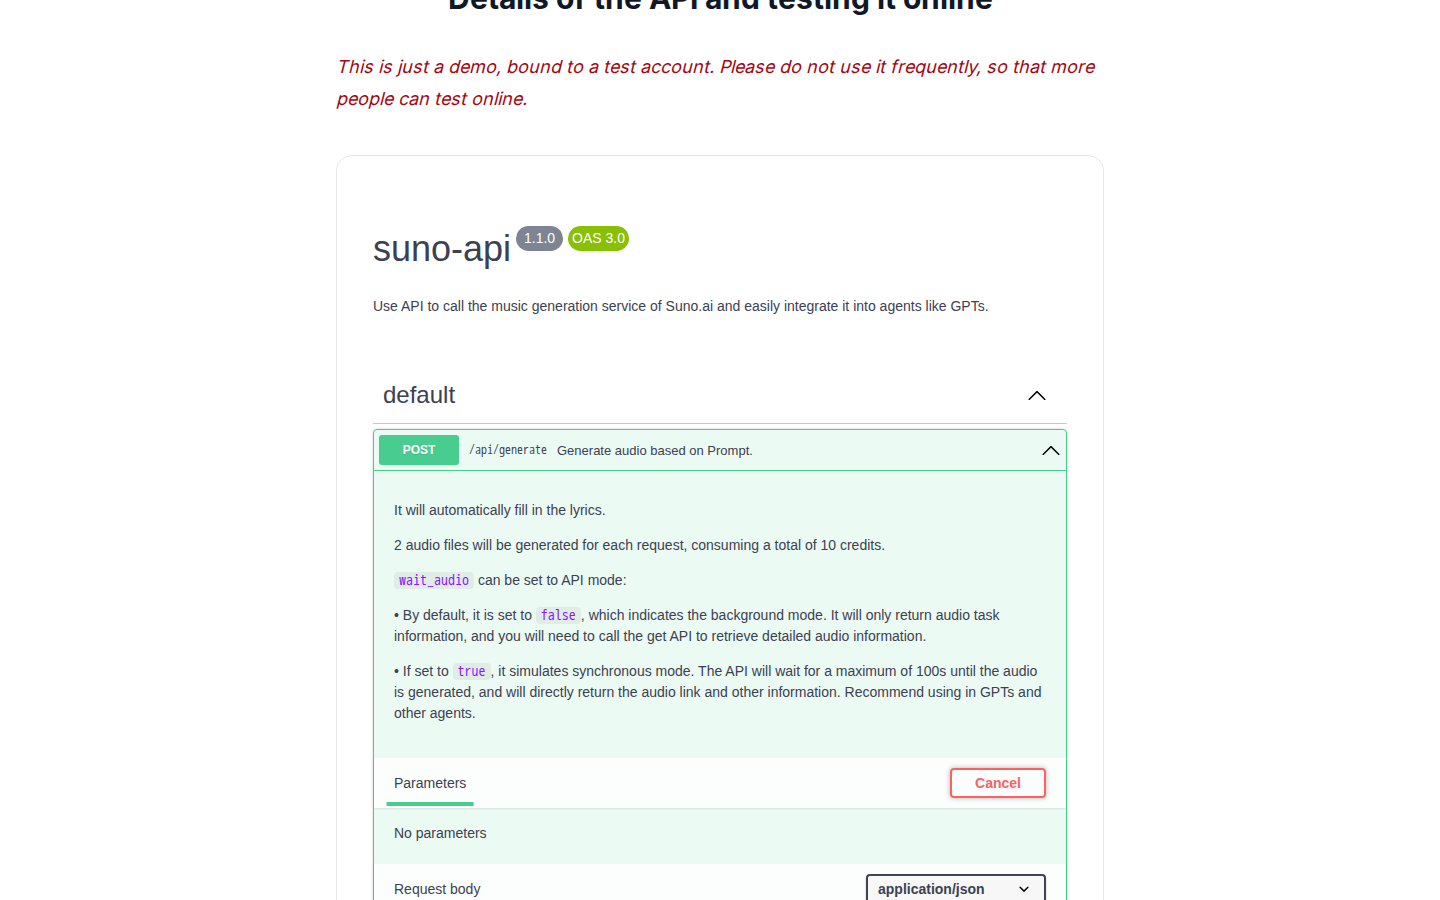 Details of the API and testing it online
This is just a demo, bound to a test account. Please do not use it frequently, so that more
people can test online.
suno-api 1.1.0 OAS 3.0
Use API to call the music generation service of Suno.ai and easily integrate it into agents like GPTs.
default
POST /api/generate Generate audio based on Prompt.
It will automatically fill in the lyrics.
2 audio files will be generated for each request, consuming a total of 10 credits.
wait_audio can be set to API mode:
• By default, it is set to false, which indicates the background mode. It will only return audio task
information, and you will need to call the get API to retrieve detailed audio information.
• If set to true, it simulates synchronous mode. The API will wait for a maximum of 100s until the audio
is generated, and will directly return the audio link and other information. Recommend using in GPTs and
other agents.
Parameters Cancel
No parameters
Request body application/json